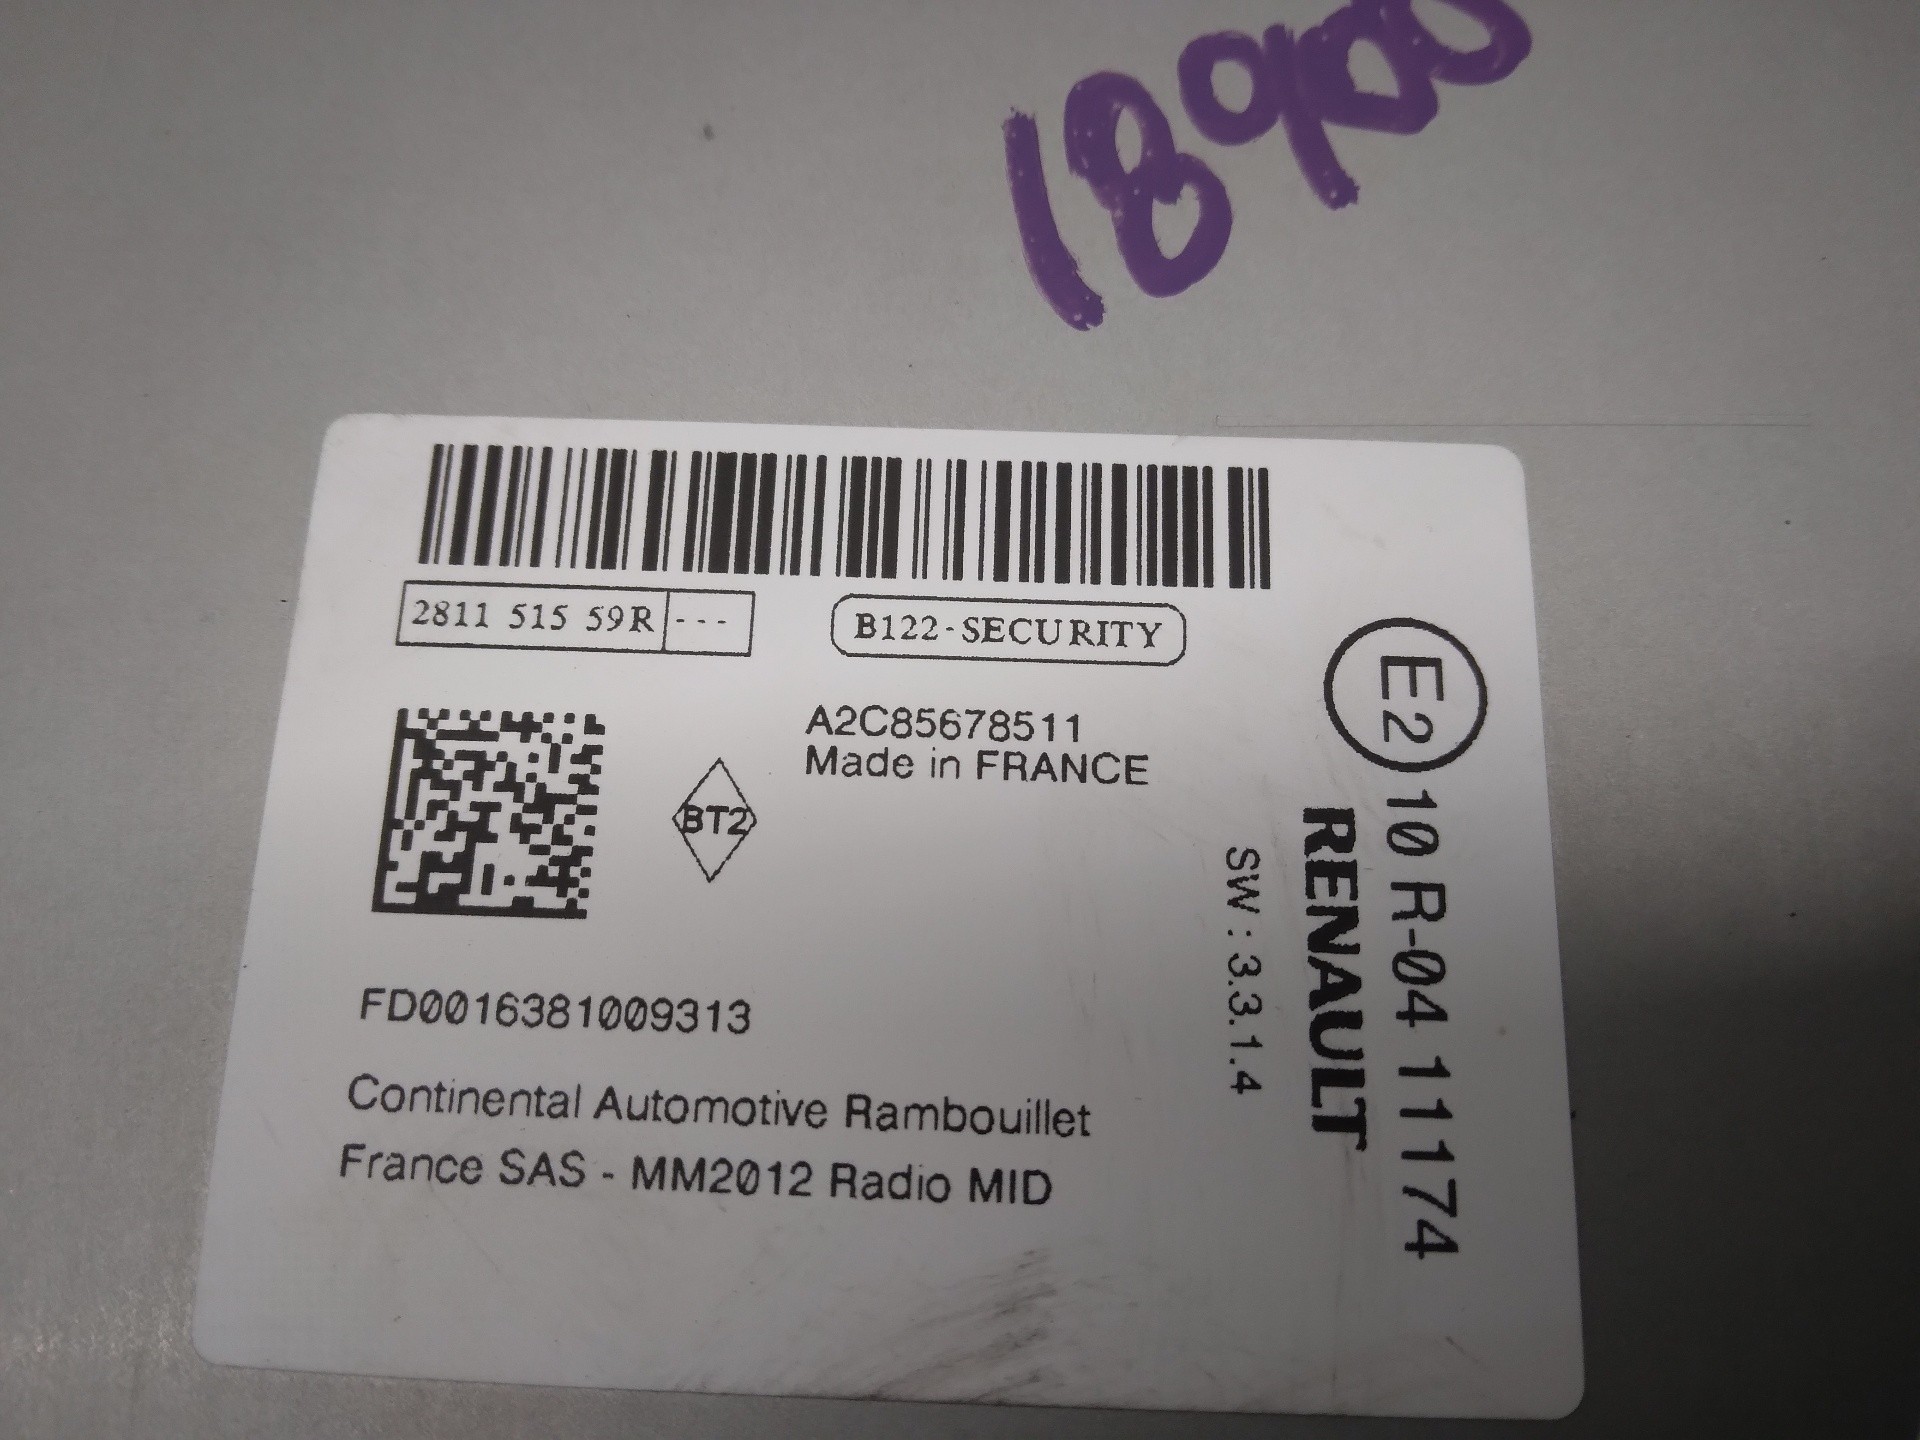 2811 515 59R ---
B122-SECURITY
A2C85678511
Made in FRANCE
BT2
FD0016381009313
Continental Automotive Rambouillet
France SAS - MM2012 Radio MID
SW : 3.3.1.4
RENAULT
E2 10 R-04 11174